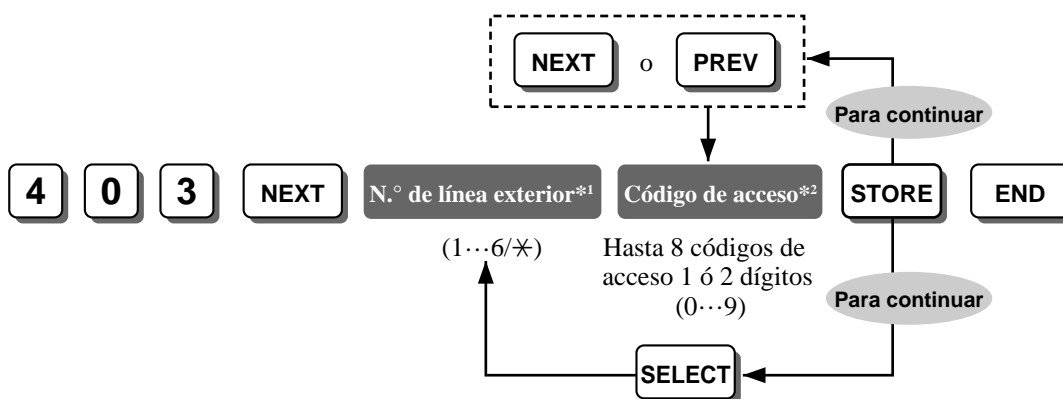 NEXT o PREV
Para continuar
4 0 3 NEXT N.° de línea exterior*1 Código de acceso*2 STORE END
(1···6/✳) Hasta 8 códigos de
acceso 1 ó 2 dígitos
(0···9)
Para continuar
SELECT